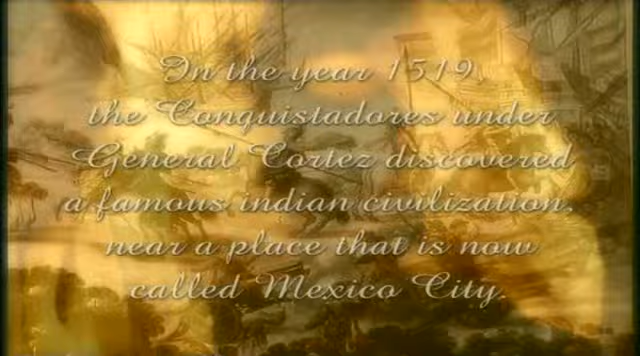 In the year 1519,
the Conquistadores under
General Cortez discovered
a famous indian civilization,
near a place that is now
called Mexico City.